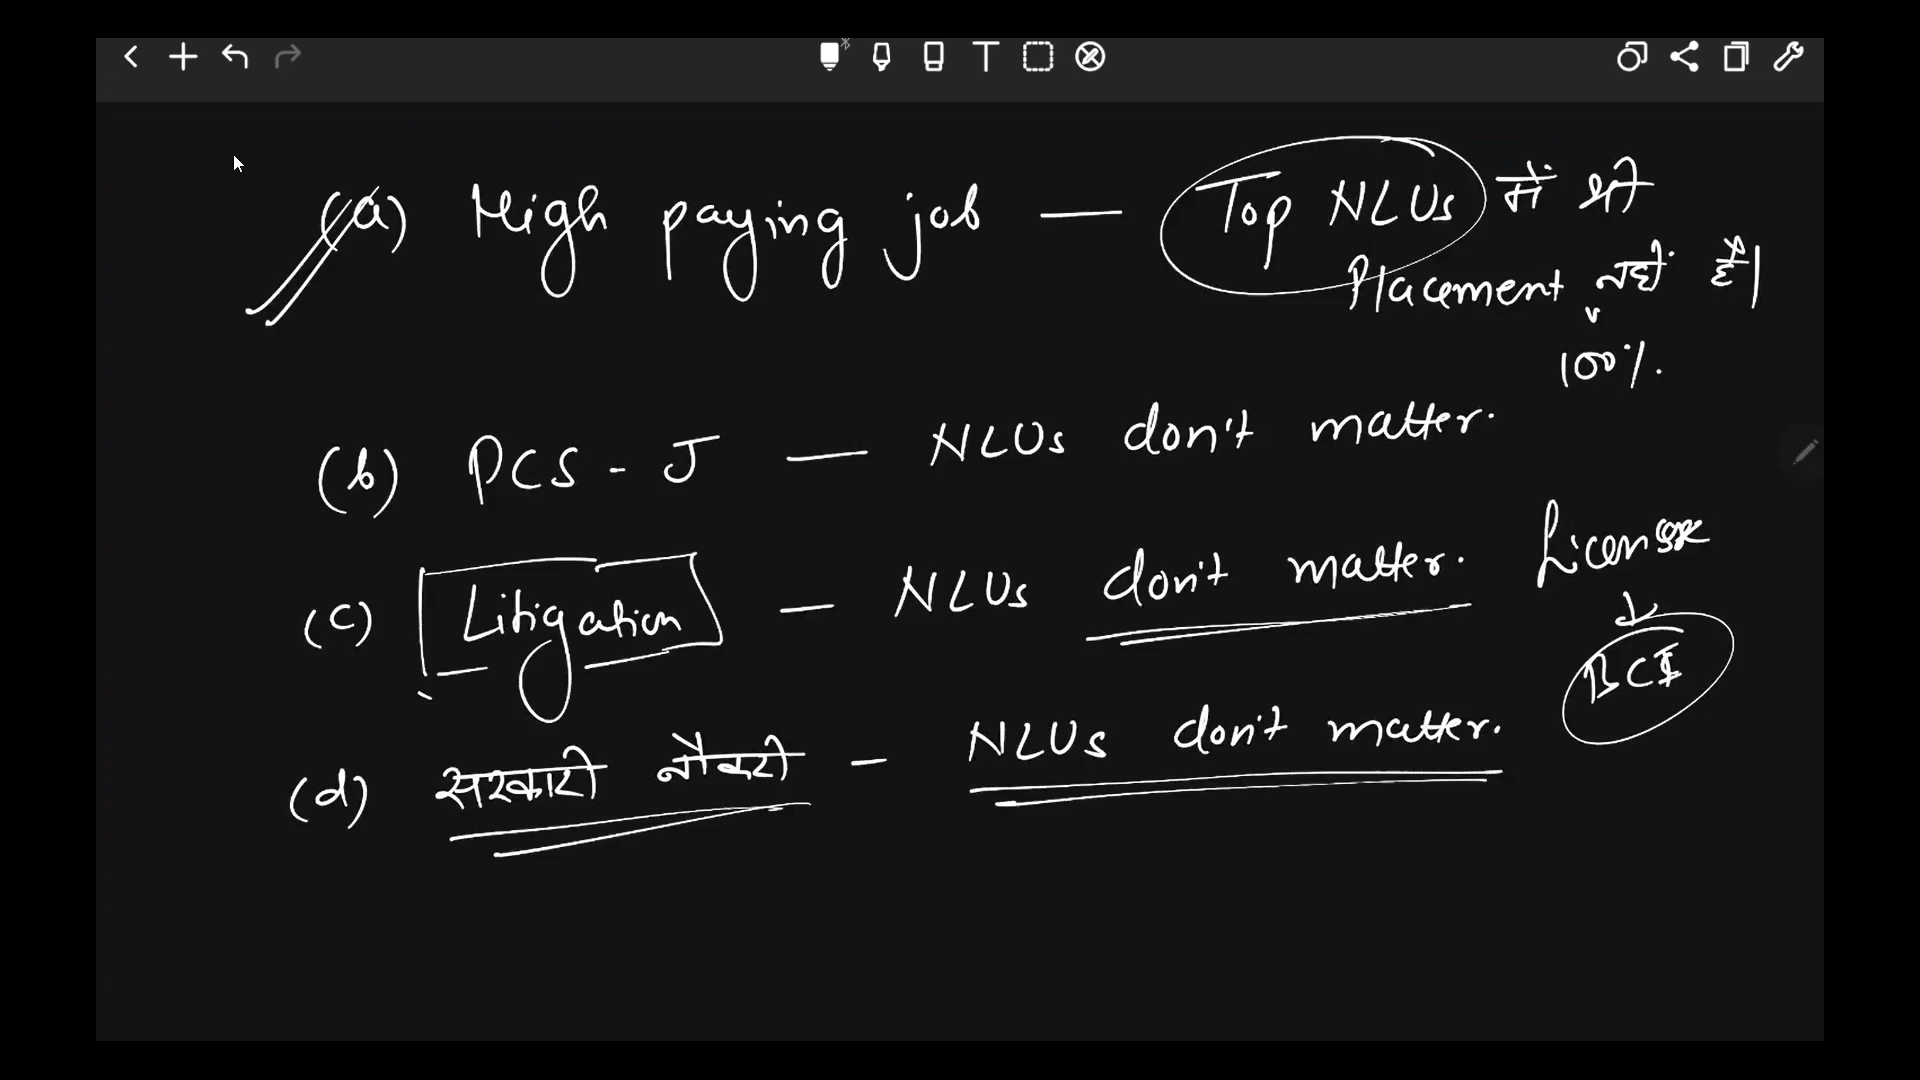 (a) High paying job — Top NLUs में भी
Placement नहीं है।
100%.
(b) PCS - J — NLUs don't matter.
(c) Litigation — NLUs don't matter. License
BCI
(d) सरकारी नौकरी - NLUs don't matter.